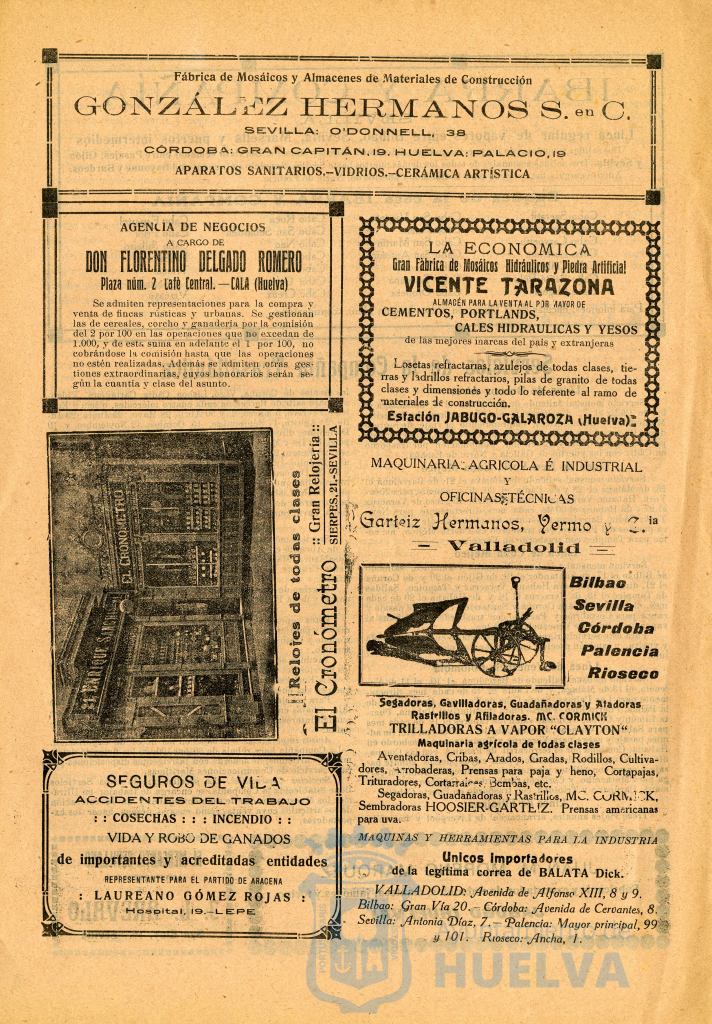 Fábrica de Mosáicos y Almacenes de Materiales de Construcción
GONZÁLEZ HERMANOS S. en C.
SEVILLA: O'DONNELL, 38
CÓRDOBA: GRAN CAPITÁN, 19. HUELVA: PALACIO, 19
APARATOS SANITARIOS.—VIDRIOS.—CERÁMICA ARTÍSTICA
AGENCIA DE NEGOCIOS
A CARGO DE
DON FLORENTINO DELGADO ROMERO
Plaza núm. 2 Café Central.—CALA (Huelva)
Se admiten representaciones para la compra y
venta de fincas rústicas y urbanas. Se gestionan
las de cereales, corcho y ganadería por la comisión
del 2 por 100 en las operaciones que no excedan de
1.000, y de esta suma en adelante el 1 por 100, no
cobrándose la comisión hasta que las operaciones
no estén realizadas. Además se admiten otras ges-
tiones extraordinarias, cuyos honorarios serán se-
gún la cuantía y clase del asunto.
LA ECONOMICA
Gran Fàbrica de Mosáicos Hidráulicos y Piedra Artificial
VICENTE TARAZONA
ALMACÉN PARA LA VENTA AL POR MAYOR DE
CEMENTOS, PORTLANDS,
CALES HIDRAULICAS Y YESOS
de las mejores marcas del país y extranjeras
Losetas refractarias, azulejos de todas clases, tie-
rras y ladrillos refractarios, pilas de granito de todas
clases y dimensiones y todo lo referente al ramo de
materiales de construcción.
Estación JABUGO-GALAROZA (Huelva)
EL CRONÓMETRO
Relojes de todas clases
:: Gran Relojería ::
El Cronómetro
SIERPES, 21.-SEVILLA
MAQUINARIA AGRICOLA É INDUSTRIAL
Y
OFICINAS TÉCNICAS
Garteiz Hermanos, Yermo y C.ia
— Valladolid —
Bilbao
Sevilla
Córdoba
Palencia
Rioseco
Segadoras, Gavilladoras, Guadañadoras y Atadoras
Rastrillos y Afiladoras. MC. CORMICK
TRILLADORAS A VAPOR "CLAYTON"
Maquinaria agrícola de todas clases
Aventadoras, Cribas, Arados, Gradas, Rodillos, Cultiva-
dores, Arrobaderas, Prensas para paja y heno, Cortapajas,
Trituradores, Cortarraices, Bombas, etc.
Segadoras, Guadañadoras y Rastrillos, MC. CORMICK,
Sembradoras HOOSIER-GARTEIZ. Prensas americanas
para uva.
MAQUINAS Y HERRAMIENTAS PARA LA INDUSTRIA
Unicos Importadores
de la legítima correa de BALATA Dick.
VALLADOLID: Avenida de Alfonso XIII, 8 y 9.
Bilbao: Gran Vía 20.—Córdoba: Avenida de Cervantes, 8.
Sevilla: Antonia Díaz, 7.—Palencia: Mayor principal, 99
y 101. Rioseco: Ancha, 1.
SEGUROS DE VIDA
ACCIDENTES DEL TRABAJO
: : COSECHAS : : : INCENDIO : :
VIDA Y ROBO DE GANADOS
de importantes y acreditadas entidades
REPRESENTANTE PARA EL PARTIDO DE ARACENA
: LAUREANO GÓMEZ ROJAS :
Hospital, 19.-LEPE
HUELVA